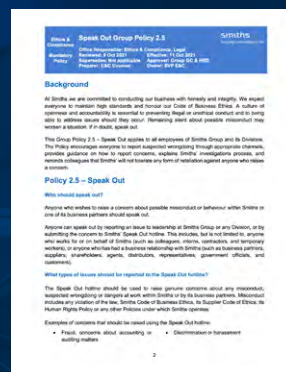 Ethics &
Compliance
Mandatory
Policy
Speak Out Group Policy 2.5
smiths
Office Responsible: Ethics & Compliance, Legal
Reviewed: 8 Oct 2021 Effective: 11 Oct 2021
Supersedes: Not applicable Approver: Group GC & HRD
Preparer: E&C Counsel Owner: SVP E&C
Background
At Smiths we are committed to conducting our business with honesty and integrity. We expect
everyone to maintain high standards and honour our Code of Business Ethics. A culture of
openness and accountability is essential to preventing illegal or unethical conduct and to being
able to address issues should they occur. Remaining silent about possible misconduct may
worsen a situation. If in doubt, speak out.
This Group Policy 2.5 – Speak Out applies to all employees of Smiths Group and its Divisions.
The Policy encourages everyone to report suspected wrongdoing through appropriate channels,
provides guidance on how to report concerns, explains Smiths' investigations process, and
reminds colleagues that Smiths' will not tolerate any form of retaliation against anyone who raises
a concern.
Policy 2.5 – Speak Out
Who should speak out?
Anyone who wishes to raise a concern about possible misconduct or behaviour within Smiths or
one of its business partners should speak out.
Anyone can speak out by reporting an issue to leadership at Smiths Group or any Division, or by
submitting the concern to Smiths' Speak Out hotline. This includes, but is not limited to, anyone
who works for or on behalf of Smiths (such as colleagues, interns, contractors, and temporary
workers), or anyone who has had a business relationship with Smiths (such as business partners,
suppliers, shareholders, agents, distributors, representatives, government officials, and
customers).
What types of issues should be reported to the Speak Out hotline?
The Speak Out hotline should be used to raise genuine concerns about any misconduct,
suspected wrongdoing or dangers at work within Smiths or by its business partners. Misconduct
includes any violation of the law, Smiths Code of Business Ethics, its Supplier Code of Ethics, its
Human Rights Policy or any other Policies under which Smiths operates.
Examples of concerns that should be raised using the Speak Out hotline:
• Fraud, concerns about accounting or
auditing matters
• Discrimination or harassment
2